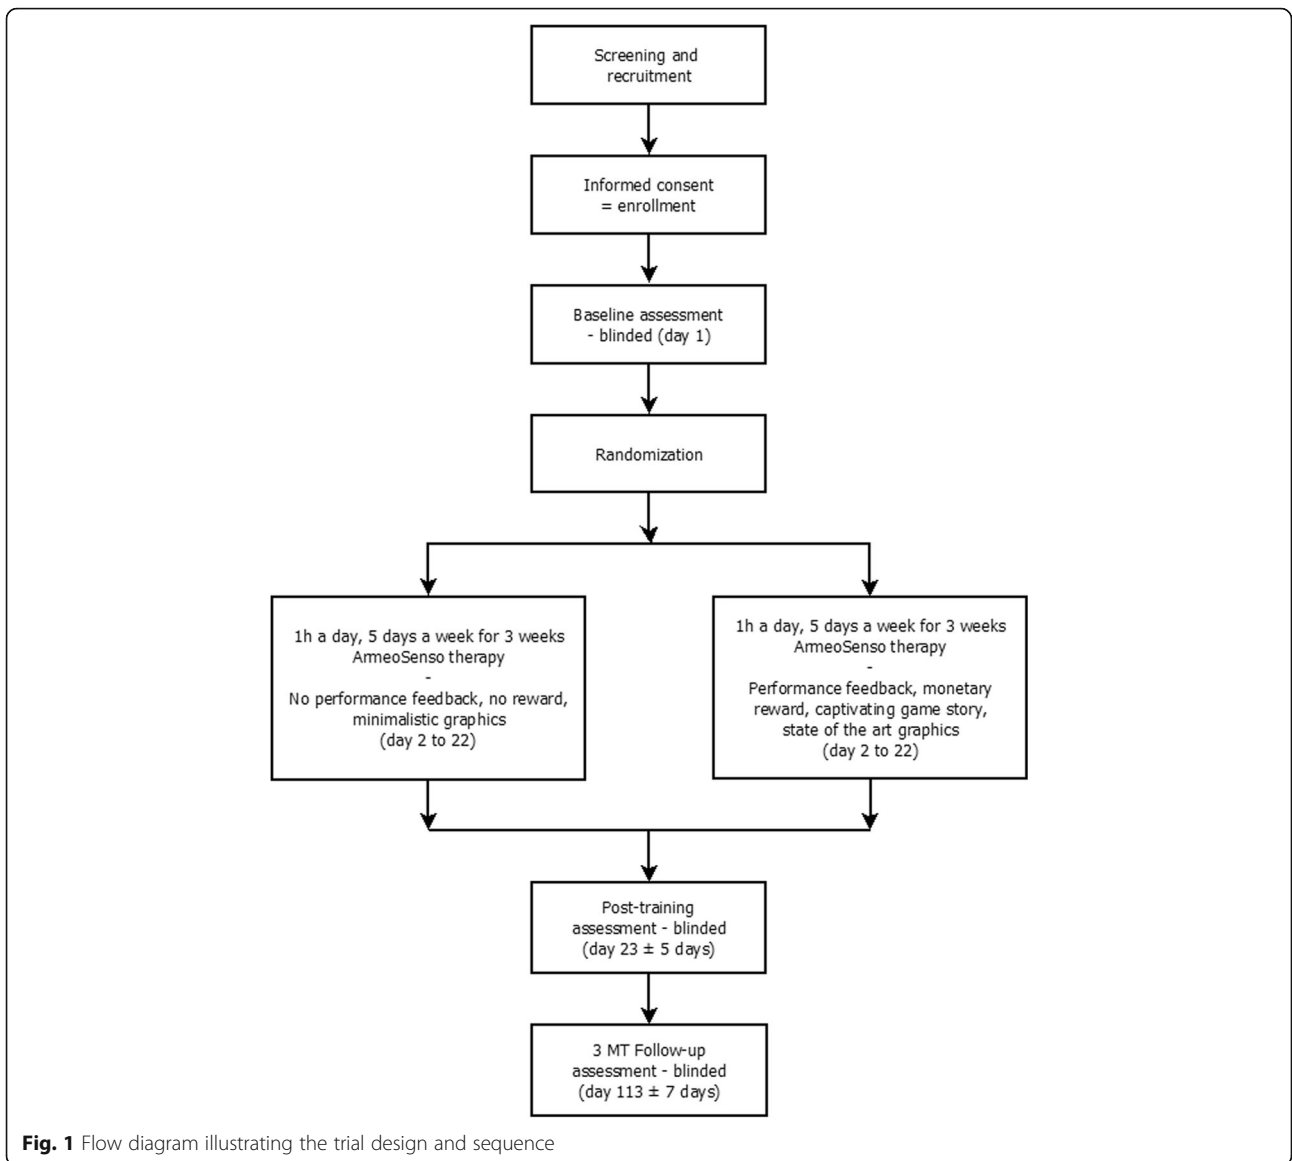 Screening and
recruitment
Informed consent
= enrollment
Baseline assessment
- blinded (day 1)
Randomization
1h a day, 5 days a week for 3 weeks
ArmeoSenso therapy
-
No performance feedback, no reward,
minimalistic graphics
(day 2 to 22)
1h a day, 5 days a week for 3 weeks
ArmeoSenso therapy
-
Performance feedback, monetary
reward, captivating game story,
state of the art graphics
(day 2 to 22)
Post-training
assessment - blinded
(day 23 ± 5 days)
3 MT Follow-up
assessment - blinded
(day 113 ± 7 days)
Fig. 1 Flow diagram illustrating the trial design and sequence